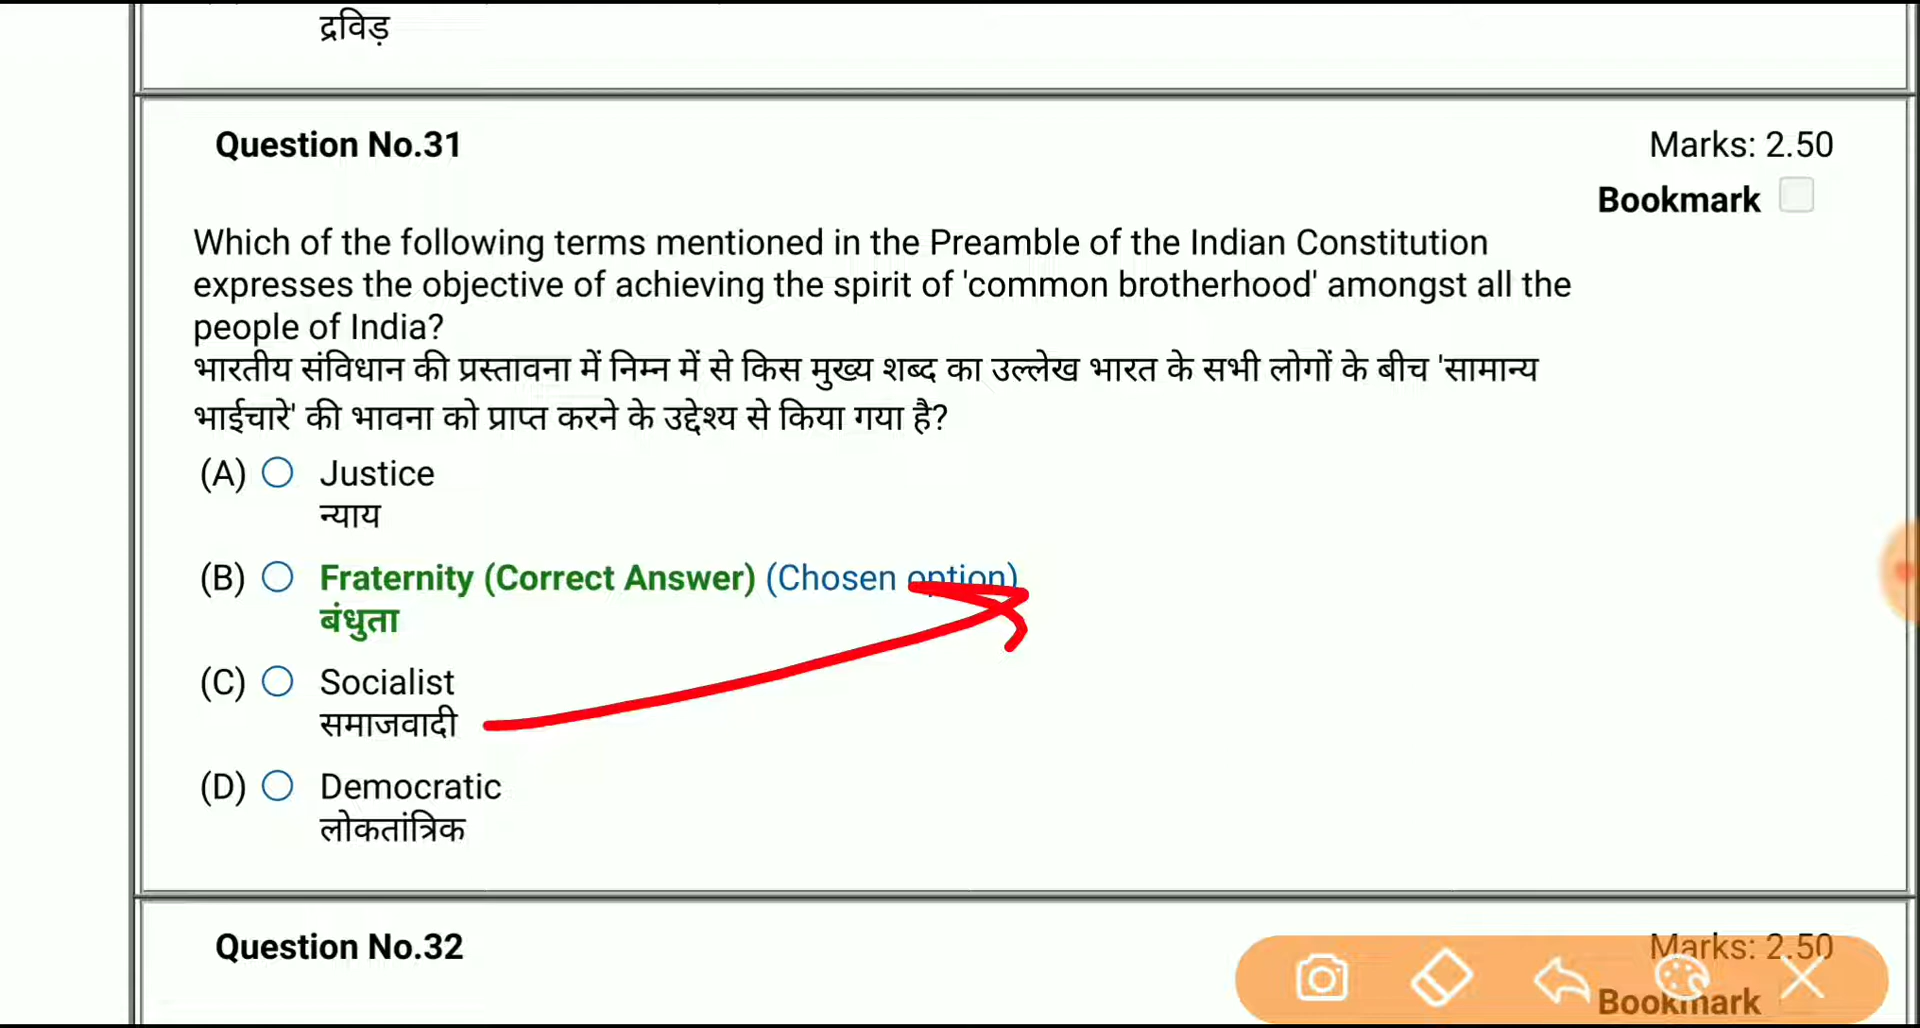 द्रविड़
Question No.31
Marks: 2.50
Bookmark
Which of the following terms mentioned in the Preamble of the Indian Constitution
expresses the objective of achieving the spirit of 'common brotherhood' amongst all the
people of India?
भारतीय संविधान की प्रस्तावना में निम्न में से किस मुख्य शब्द का उल्लेख भारत के सभी लोगों के बीच 'सामान्य
भाईचारे' की भावना को प्राप्त करने के उद्देश्य से किया गया है?
(A) Justice
न्याय
(B) Fraternity (Correct Answer) (Chosen option)
बंधुता
(C) Socialist
समाजवादी
(D) Democratic
लोकतांत्रिक
Question No.32
Marks: 2.50
Bookmark